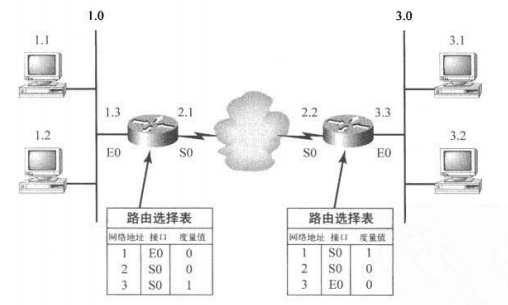 1.0 3.0
1.1 3.1
1.3 2.1 2.2 3.3
1.2 3.2
E0 S0 S0 E0
路由选择表
网络地址 接口 度量值
1 E0 0
2 S0 0
3 S0 1
路由选择表
网络地址 接口 度量值
1 S0 1
2 S0 0
3 E0 0